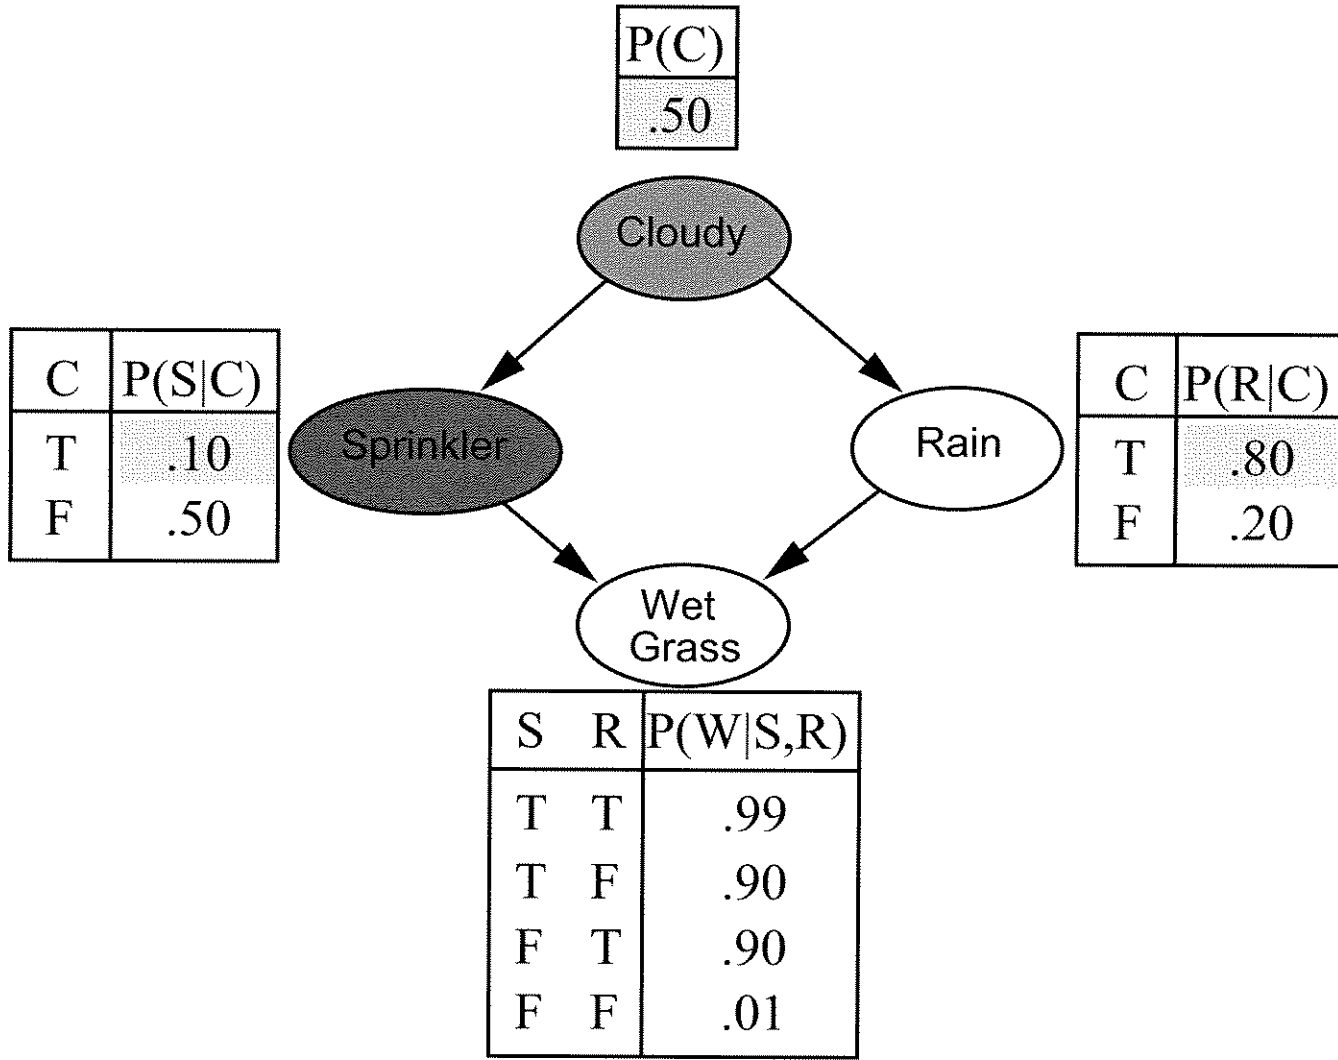 P(C)
.50
Cloudy
C P(S|C)
T .10
F .50
Sprinkler
Rain
C P(R|C)
T .80
F .20
Wet
Grass
S R P(W|S,R)
T T .99
T F .90
F T .90
F F .01